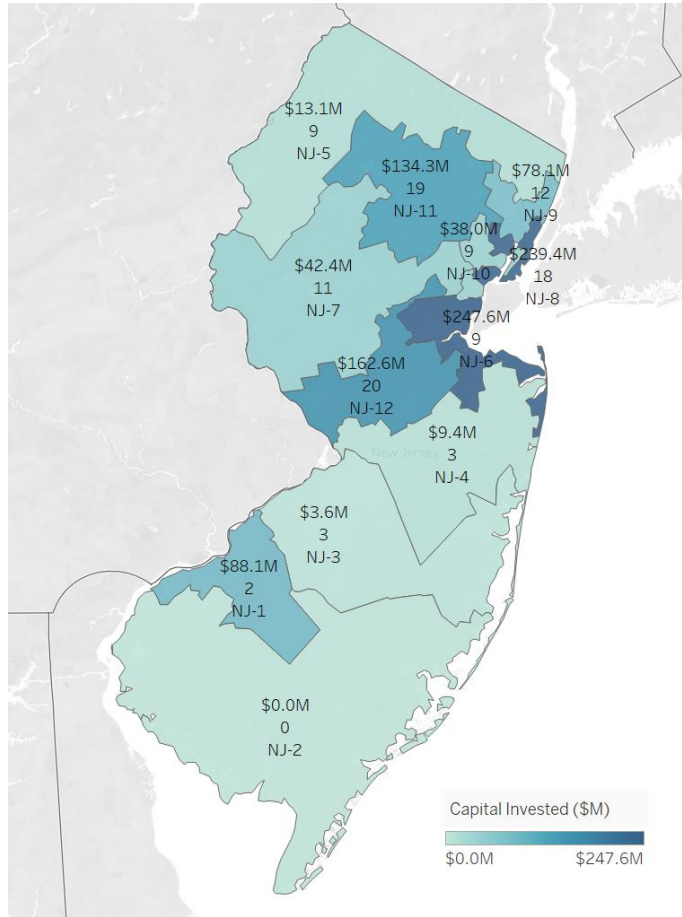 $13.1M
9
NJ-5
$134.3M
19
NJ-11
$78.1M
12
NJ-9
$38.0M
9
NJ-10
$239.4M
18
NJ-8
$42.4M
11
NJ-7
$247.6M
9
NJ-6
$162.6M
20
NJ-12
$9.4M
3
NJ-4
New Jersey
$3.6M
3
NJ-3
$88.1M
2
NJ-1
$0.0M
0
NJ-2
Capital Invested ($M)
$0.0M $247.6M